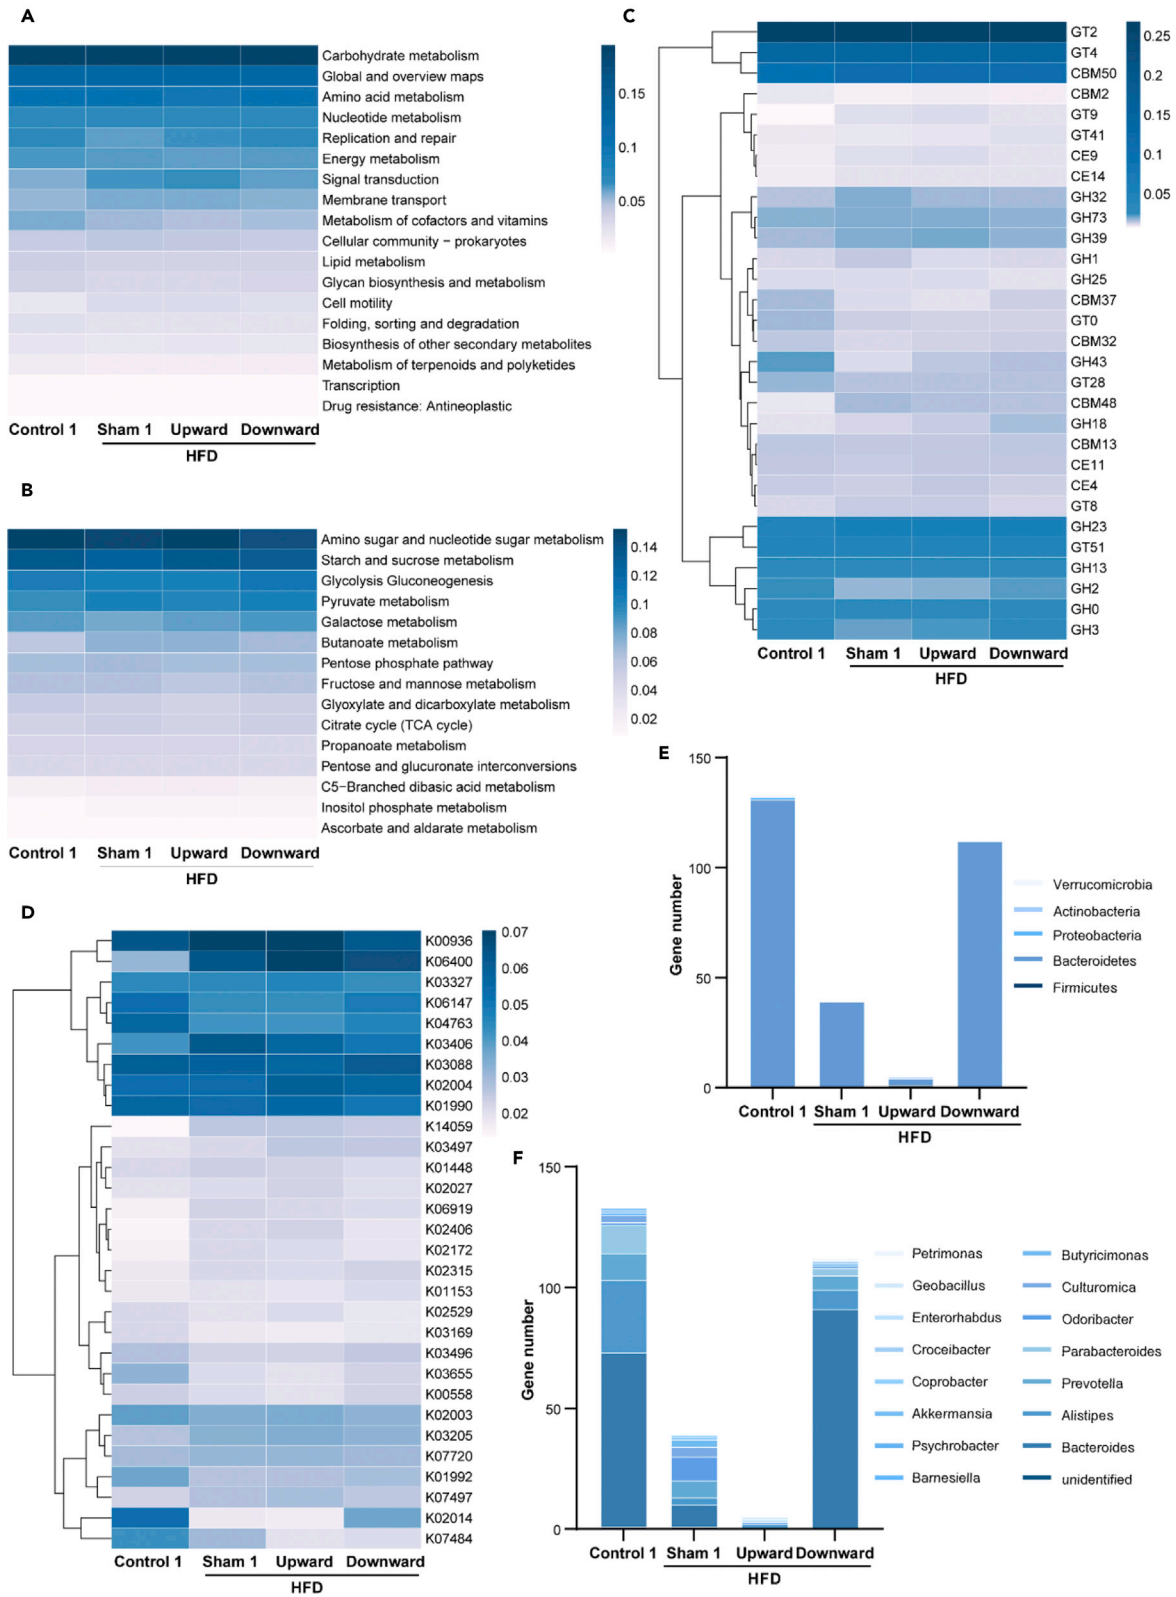 A
Carbohydrate metabolism
Global and overview maps
Amino acid metabolism
Nucleotide metabolism
Replication and repair
Energy metabolism
Signal transduction
Membrane transport
Metabolism of cofactors and vitamins
Cellular community − prokaryotes
Lipid metabolism
Glycan biosynthesis and metabolism
Cell motility
Folding, sorting and degradation
Biosynthesis of other secondary metabolites
Metabolism of terpenoids and polyketides
Transcription
Drug resistance: Antineoplastic
0.15
0.1
0.05
Control 1 Sham 1 Upward Downward
HFD
B
Amino sugar and nucleotide sugar metabolism
Starch and sucrose metabolism
Glycolysis Gluconeogenesis
Pyruvate metabolism
Galactose metabolism
Butanoate metabolism
Pentose phosphate pathway
Fructose and mannose metabolism
Glyoxylate and dicarboxylate metabolism
Citrate cycle (TCA cycle)
Propanoate metabolism
Pentose and glucuronate interconversions
C5−Branched dibasic acid metabolism
Inositol phosphate metabolism
Ascorbate and aldarate metabolism
0.14
0.12
0.1
0.08
0.06
0.04
0.02
Control 1 Sham 1 Upward Downward
HFD
C
GT2
GT4
CBM50
CBM2
GT9
GT41
CE9
CE14
GH32
GH73
GH39
GH1
GH25
CBM37
GT0
CBM32
GH43
GT28
CBM48
GH18
CBM13
CE11
CE4
GT8
GH23
GT51
GH13
GH2
GH0
GH3
0.25
0.2
0.15
0.1
0.05
Control 1 Sham 1 Upward Downward
HFD
D
K00936
K06400
K03327
K06147
K04763
K03406
K03088
K02004
K01990
K14059
K03497
K01448
K02027
K06919
K02406
K02172
K02315
K01153
K02529
K03169
K03496
K03655
K00558
K02003
K03205
K07720
K01992
K07497
K02014
K07484
0.07
0.06
0.05
0.04
0.03
0.02
Control 1 Sham 1 Upward Downward
HFD
E
150
100
50
0
Gene number
Control 1 Sham 1 Upward Downward
HFD
Verrucomicrobia
Actinobacteria
Proteobacteria
Bacteroidetes
Firmicutes
F
150
100
50
0
Gene number
Control 1 Sham 1 Upward Downward
HFD
Petrimonas
Geobacillus
Enterorhabdus
Croceibacter
Coprobacter
Akkermansia
Psychrobacter
Barnesiella
Butyricimonas
Culturomica
Odoribacter
Parabacteroides
Prevotella
Alistipes
Bacteroides
unidentified